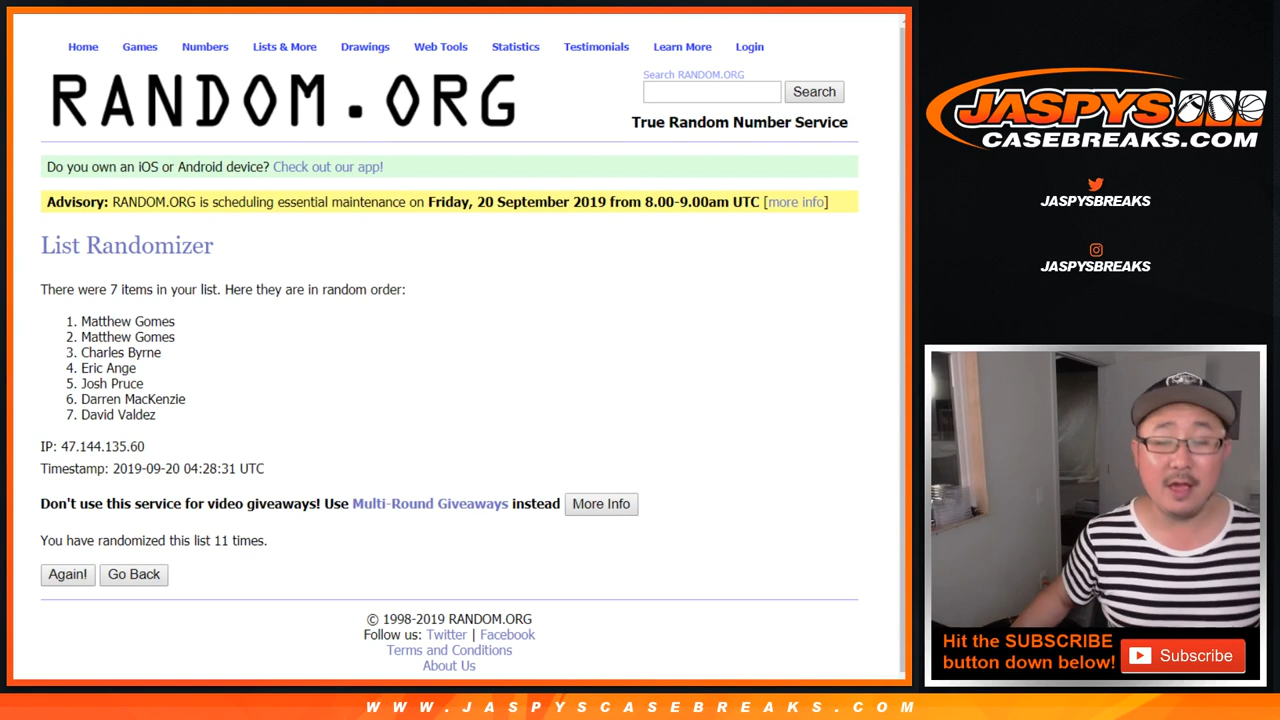 Home Games Numbers Lists & More Drawings Web Tools Statistics Testimonials Learn More Login
RANDOM.ORG
Search RANDOM.ORG
Search
True Random Number Service
Do you own an iOS or Android device? Check out our app!
Advisory: RANDOM.ORG is scheduling essential maintenance on Friday, 20 September 2019 from 8.00-9.00am UTC [more info]
List Randomizer
There were 7 items in your list. Here they are in random order:
1. Matthew Gomes
2. Matthew Gomes
3. Charles Byrne
4. Eric Ange
5. Josh Pruce
6. Darren MacKenzie
7. David Valdez
IP: 47.144.135.60
Timestamp: 2019-09-20 04:28:31 UTC
Don't use this service for video giveaways! Use Multi-Round Giveaways instead More Info
You have randomized this list 11 times.
Again! Go Back
© 1998-2019 RANDOM.ORG
Follow us: Twitter | Facebook
Terms and Conditions
About Us
JASPYS
CASEBREAKS.COM
JASPYSBREAKS
JASPYSBREAKS
Hit the SUBSCRIBE
button down below!
Subscribe
WWW.JASPYSCASEBREAKS.COM